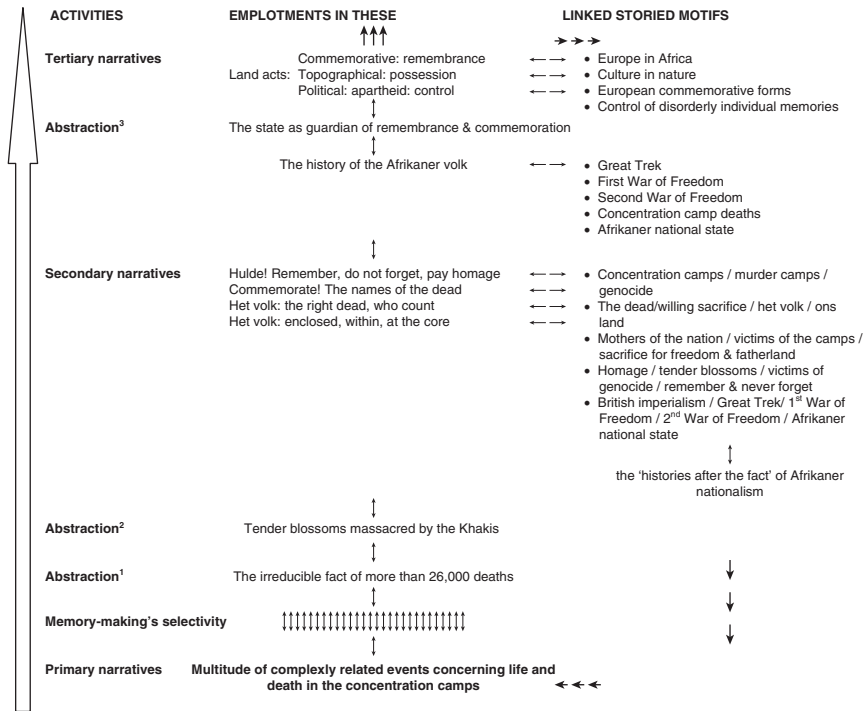 ACTIVITIES EMPLOTMENTS IN THESE LINKED STORIED MOTIFS
Tertiary narratives Commemorative: remembrance • Europe in Africa
Land acts: Topographical: possession • Culture in nature
Political: apartheid: control • European commemorative forms
• Control of disorderly individual memories
Abstraction³ The state as guardian of remembrance & commemoration
The history of the Afrikaner volk • Great Trek
• First War of Freedom
• Second War of Freedom
• Concentration camp deaths
• Afrikaner national state
Secondary narratives Hulde! Remember, do not forget, pay homage • Concentration camps / murder camps /
Commemorate! The names of the dead genocide
Het volk: the right dead, who count • The dead/willing sacrifice / het volk / ons
Het volk: enclosed, within, at the core land
• Mothers of the nation / victims of the camps /
sacrifice for freedom & fatherland
• Homage / tender blossoms / victims of
genocide / remember & never forget
• British imperialism / Great Trek/ 1st War of
Freedom / 2nd War of Freedom / Afrikaner
national state
the 'histories after the fact' of Afrikaner
nationalism
Abstraction² Tender blossoms massacred by the Khakis
Abstraction¹ The irreducible fact of more than 26,000 deaths
Memory-making's selectivity
Primary narratives Multitude of complexly related events concerning life and
death in the concentration camps